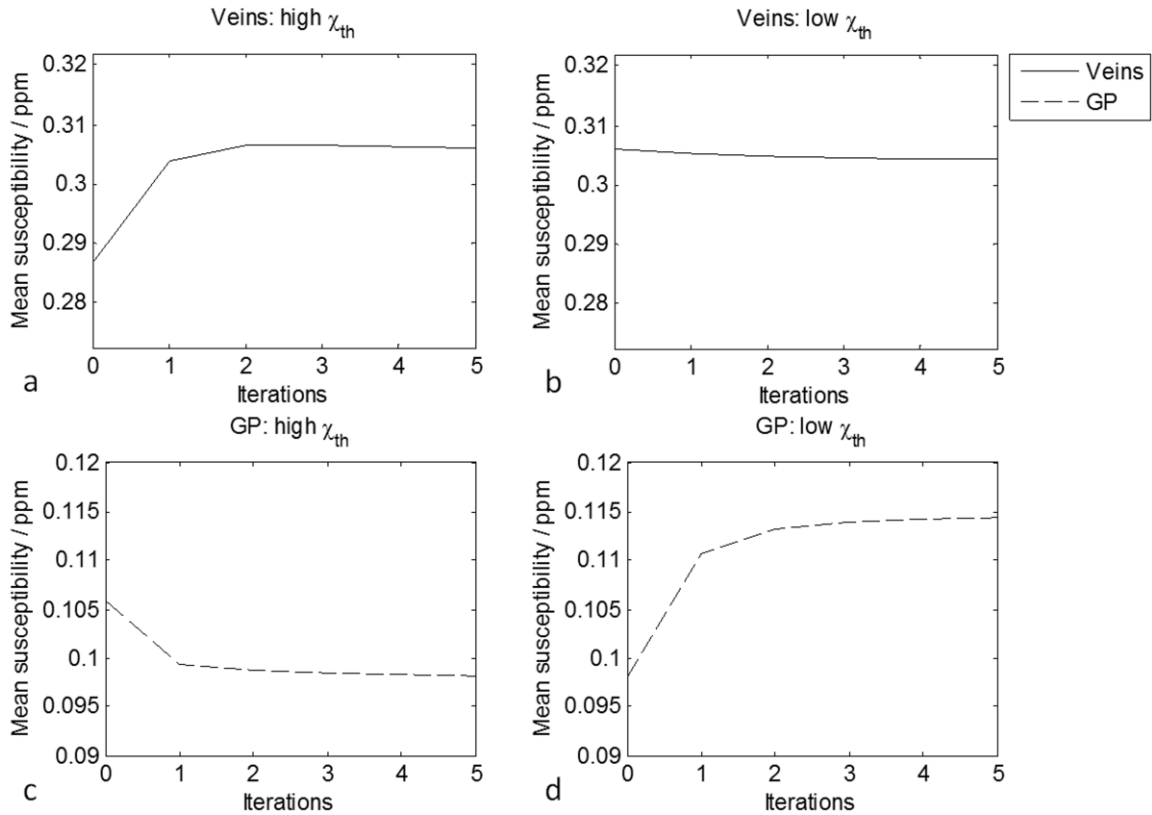 Veins: high χth
Mean susceptibility / ppm
0.32
0.31
0.3
0.29
0.28
0 1 2 3 4 5
Iterations
a
Veins: low χth
Mean susceptibility / ppm
0.32
0.31
0.3
0.29
0.28
0 1 2 3 4 5
Iterations
b
Veins
GP
GP: high χth
Mean susceptibility / ppm
0.12
0.115
0.11
0.105
0.1
0.095
0.09
0 1 2 3 4 5
Iterations
c
GP: low χth
Mean susceptibility / ppm
0.12
0.115
0.11
0.105
0.1
0.095
0.09
0 1 2 3 4 5
Iterations
d